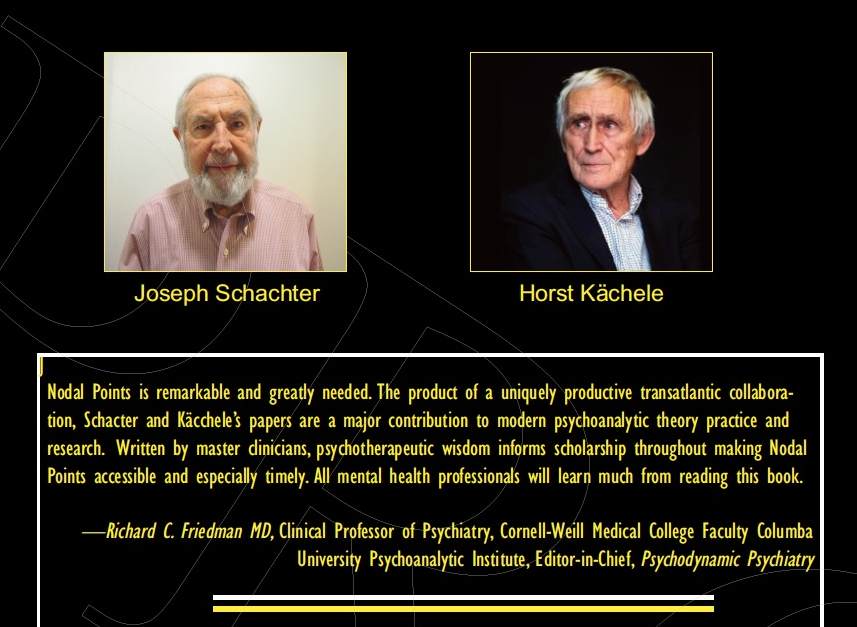 Joseph Schachter
Horst Kächele
J
Nodal Points is remarkable and greatly needed. The product of a uniquely productive transatlantic collabora-
tion, Schacter and Käcchele's papers are a major contribution to modern psychoanalytic theory practice and
research. Written by master clinicians, psychotherapeutic wisdom informs scholarship throughout making Nodal
Points accessible and especially timely. All mental health professionals will learn much from reading this book.
—Richard C. Friedman MD, Clinical Professor of Psychiatry, Cornell-Weill Medical College Faculty Columba
University Psychoanalytic Institute, Editor-in-Chief, Psychodynamic Psychiatry